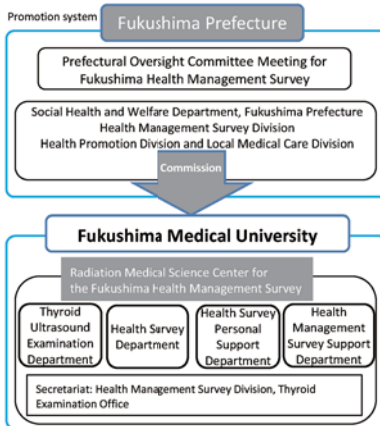 Promotion system
Fukushima Prefecture
Prefectural Oversight Committee Meeting for
Fukushima Health Management Survey
Social Health and Welfare Department, Fukushima Prefecture
Health Management Survey Division
Health Promotion Division and Local Medical Care Division
Commission
Fukushima Medical University
Radiation Medical Science Center for
the Fukushima Health Management Survey
Thyroid
Ultrasound
Examination
Department
Health Survey
Department
Health Survey
Personal
Support
Department
Health
Management
Survey Support
Department
Secretariat: Health Management Survey Division, Thyroid
Examination Office